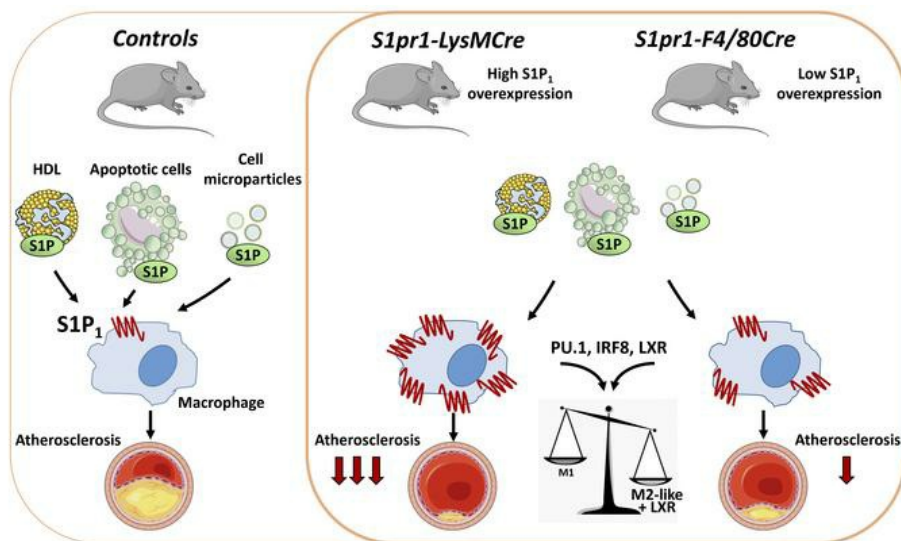 Controls
HDL
Apoptotic cells
Cell
microparticles
S1P
S1P
S1P
S1P₁
Macrophage
Atherosclerosis
S1pr1-LysMCre
S1pr1-F4/80Cre
High S1P₁
overexpression
Low S1P₁
overexpression
S1P
S1P
S1P
PU.1, IRF8, LXR
Atherosclerosis
M1
M2-like
+ LXR
Atherosclerosis